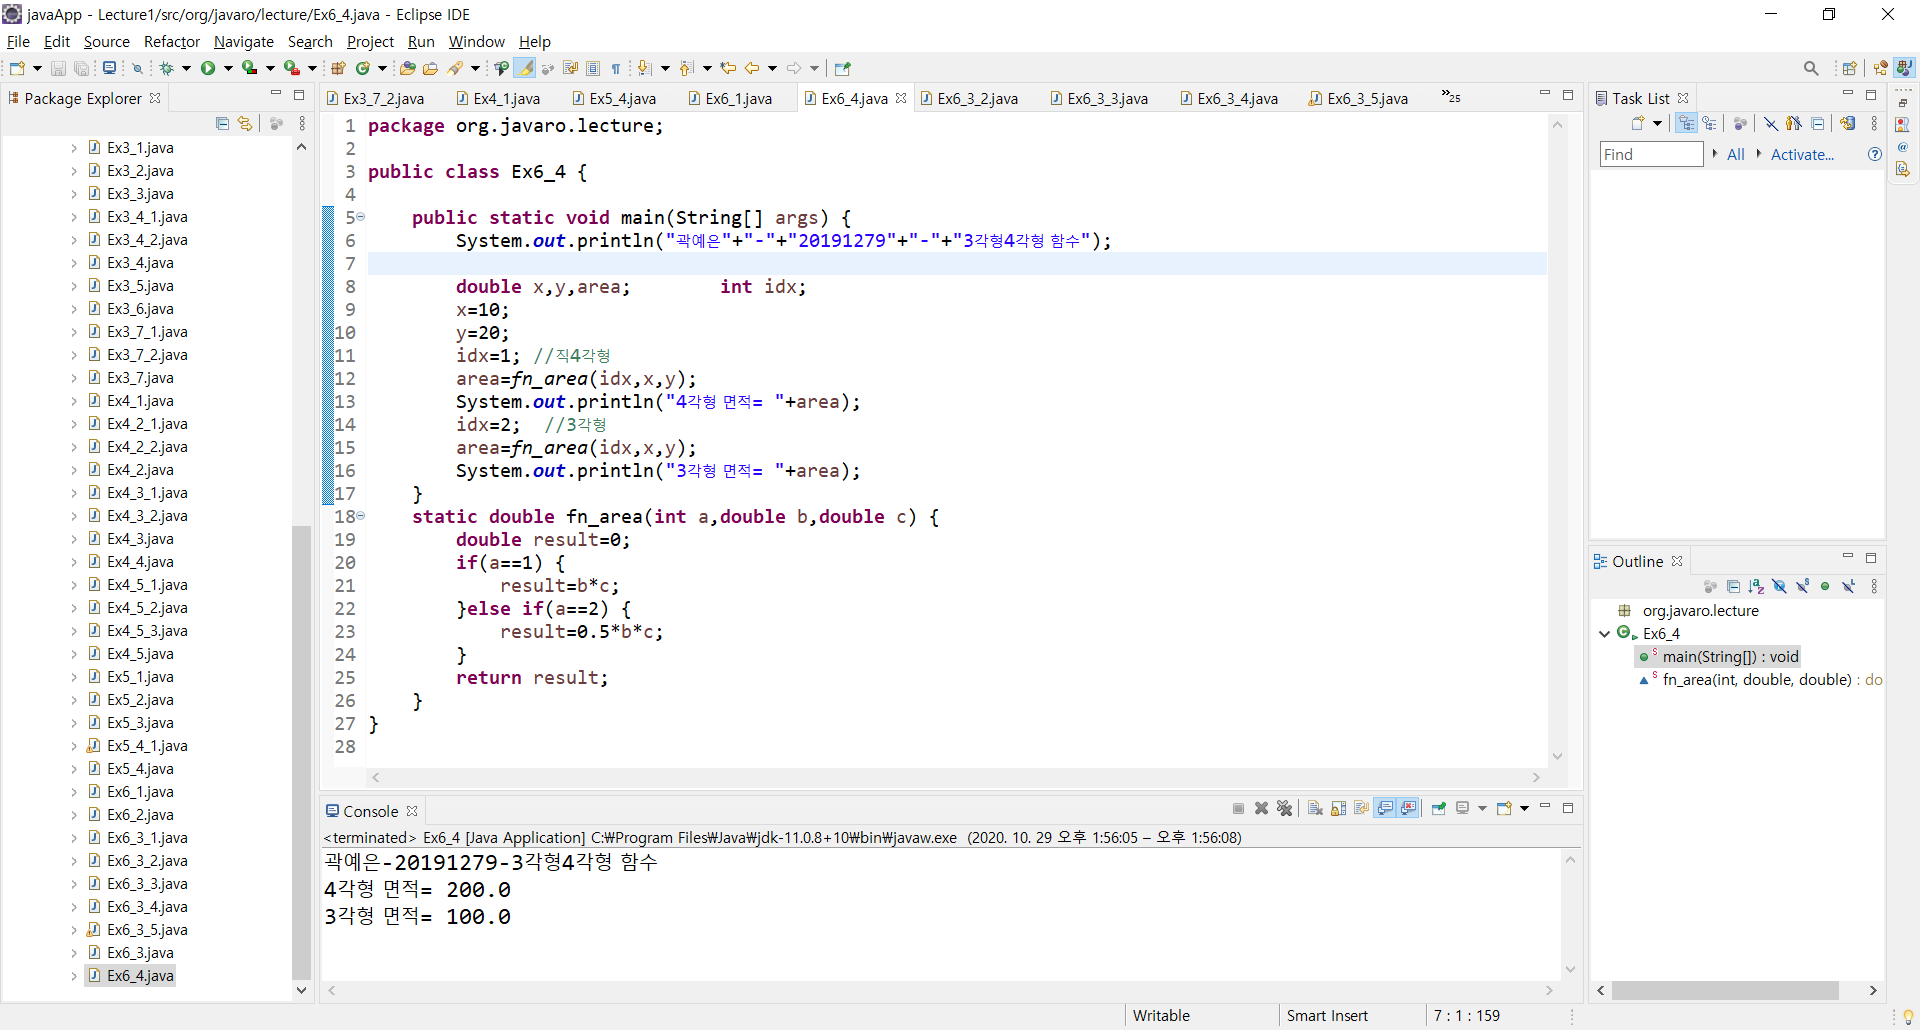 javaApp - Lecture1/src/org/javaro/lecture/Ex6_4.java - Eclipse IDE
File Edit Source Refactor Navigate Search Project Run Window Help
Package Explorer
Ex3_1.java
Ex3_2.java
Ex3_3.java
Ex3_4_1.java
Ex3_4_2.java
Ex3_4.java
Ex3_5.java
Ex3_6.java
Ex3_7_1.java
Ex3_7_2.java
Ex3_7.java
Ex4_1.java
Ex4_2_1.java
Ex4_2_2.java
Ex4_2.java
Ex4_3_1.java
Ex4_3_2.java
Ex4_3.java
Ex4_4.java
Ex4_5_1.java
Ex4_5_2.java
Ex4_5_3.java
Ex4_5.java
Ex5_1.java
Ex5_2.java
Ex5_3.java
Ex5_4_1.java
Ex5_4.java
Ex6_1.java
Ex6_2.java
Ex6_3_1.java
Ex6_3_2.java
Ex6_3_3.java
Ex6_3_4.java
Ex6_3_5.java
Ex6_3.java
Ex6_4.java
Ex3_7_2.java Ex4_1.java Ex5_4.java Ex6_1.java Ex6_4.java Ex6_3_2.java Ex6_3_3.java Ex6_3_4.java Ex6_3_5.java »25
1 package org.javaro.lecture;
2
3 public class Ex6_4 {
4
5     public static void main(String[] args) {
6         System.out.println("곽예은"+"-"+"20191279"+"-"+"3각형4각형 함수");
7
8         double x,y,area;        int idx;
9         x=10;
10         y=20;
11         idx=1; //직4각형
12         area=fn_area(idx,x,y);
13         System.out.println("4각형 면적= "+area);
14         idx=2;  //3각형
15         area=fn_area(idx,x,y);
16         System.out.println("3각형 면적= "+area);
17     }
18     static double fn_area(int a,double b,double c) {
19         double result=0;
20         if(a==1) {
21             result=b*c;
22         }else if(a==2) {
23             result=0.5*b*c;
24         }
25         return result;
26     }
27 }
28
Console
<terminated> Ex6_4 [Java Application] C:₩Program Files₩Java₩jdk-11.0.8+10₩bin₩javaw.exe (2020. 10. 29 오후 1:56:05 – 오후 1:56:08)
곽예은-20191279-3각형4각형 함수
4각형 면적= 200.0
3각형 면적= 100.0
Task List
Find All Activate...
Outline
org.javaro.lecture
Ex6_4
main(String[]) : void
fn_area(int, double, double) : do
Writable Smart Insert 7 : 1 : 159